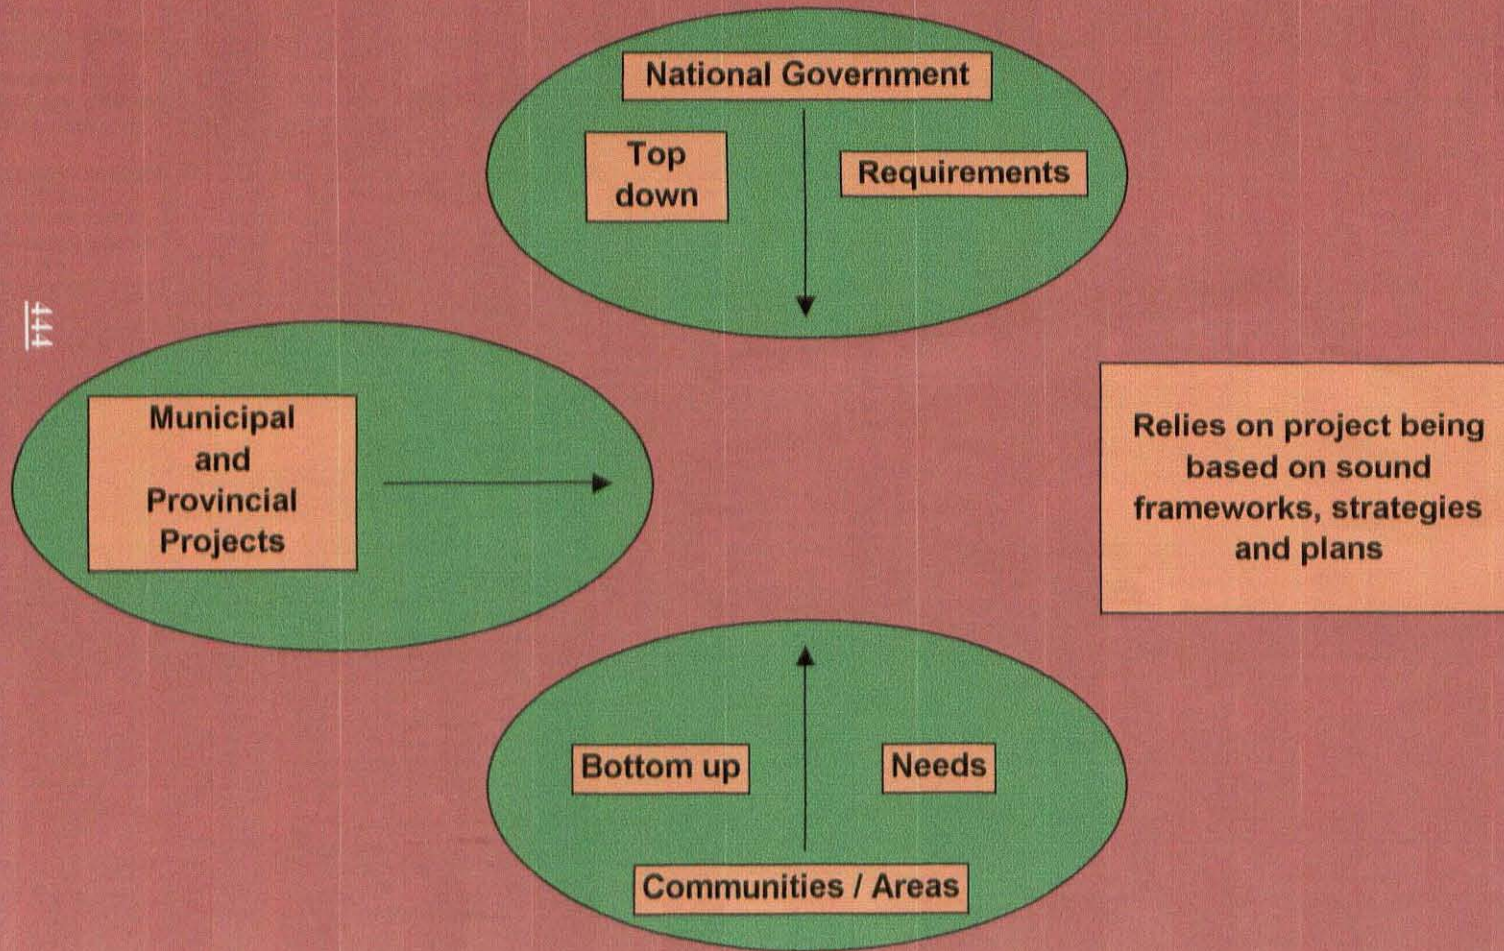 National Government
Top
down
Requirements
444
Municipal
and
Provincial
Projects
Relies on project being
based on sound
frameworks, strategies
and plans
Bottom up
Needs
Communities / Areas